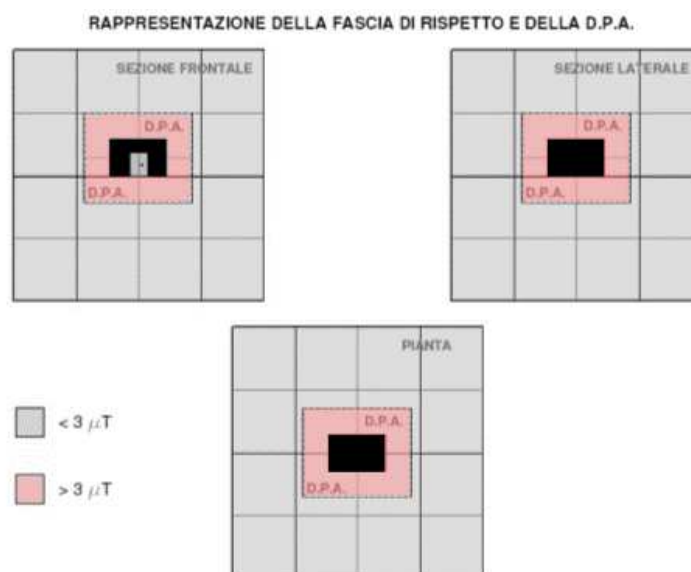 RAPPRESENTAZIONE DELLA FASCIA DI RISPETTO E DELLA D.P.A.
SEZIONE FRONTALE
D.P.A.
D.P.A.
SEZIONE LATERALE
D.P.A.
D.P.A.
PIANTA
D.P.A.
D.P.A.
< 3 μT
> 3 μT